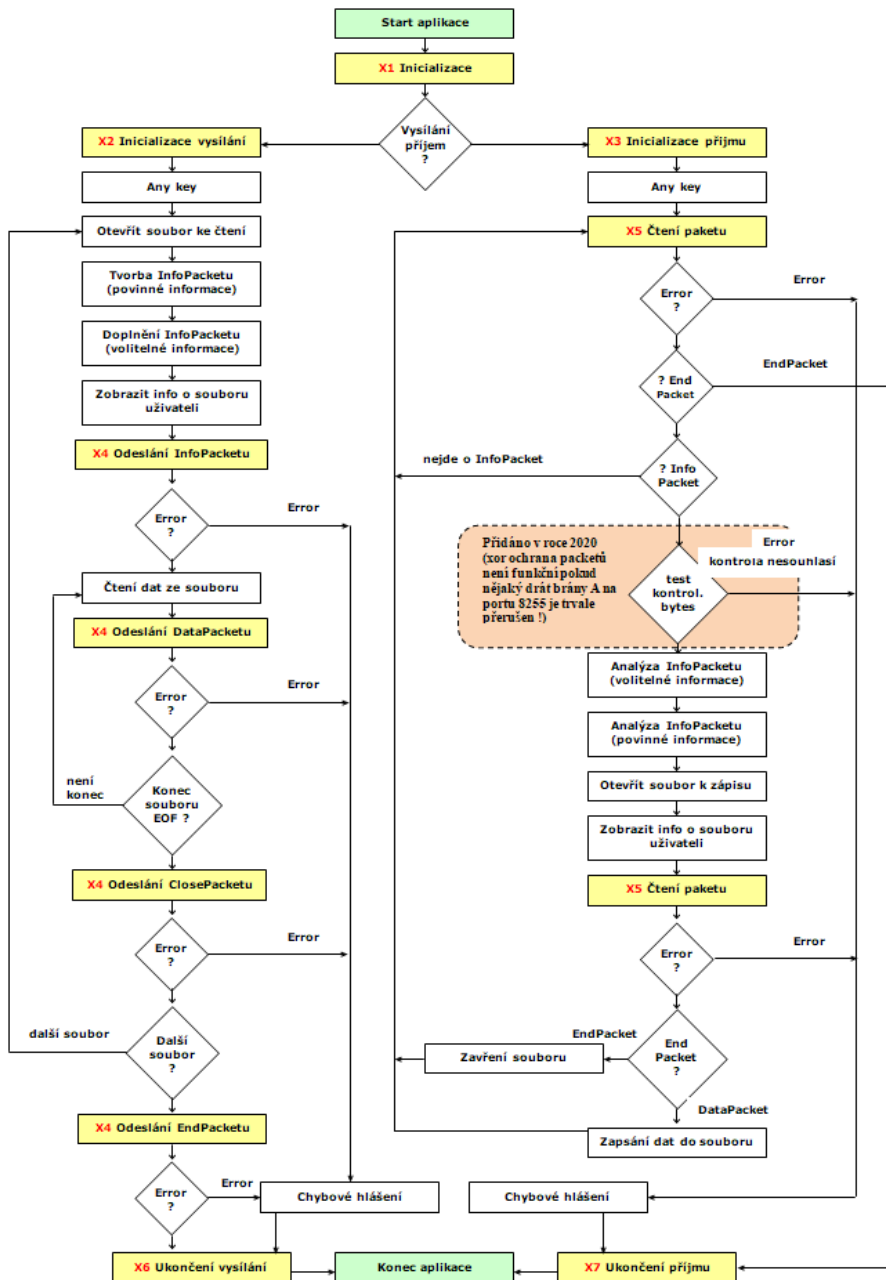 Start aplikace
X1 Inicializace
Vysílání
příjem
?
X2 Inicializace vysílání
X3 Inicializace přijmu
Any key
Any key
Otevřít soubor ke čtení
X5 Čtení paketu
Tvorba InfoPacketu
(povinné informace)
Error
?
Error
Doplnění InfoPacketu
(volitelné informace)
? End
Packet
EndPacket
Zobrazit info o souboru
uživateli
X4 Odeslání InfoPacketu
nejde o InfoPacket
? Info
Packet
Error
?
Error
Přidáno v roce 2020
(xor ochrana packetů
není funkční pokud
nějaký drát brány A na
portu 8255 je trvale
přerušen !)
Error
kontrola nesouhlasí
test
kontrol.
bytes
Čtení dat ze souboru
X4 Odeslání DataPacketu
Analýza InfoPacketu
(volitelné informace)
Error
?
Error
Analýza InfoPacketu
(povinné informace)
není
konec
Konec
souboru
EOF ?
Otevřít soubor k zápisu
Zobrazit info o souboru
uživateli
X4 Odeslání ClosePacketu
X5 Čtení paketu
Error
?
Error
Error
?
Error
další soubor
Další
soubor
?
EndPacket
Zavření souboru
End
Packet
?
DataPacket
X4 Odeslání EndPacketu
Zapsání dat do souboru
Error
?
Error
Chybové hlášení
Chybové hlášení
X6 Ukončení vysílání
Konec aplikace
X7 Ukončení příjmu